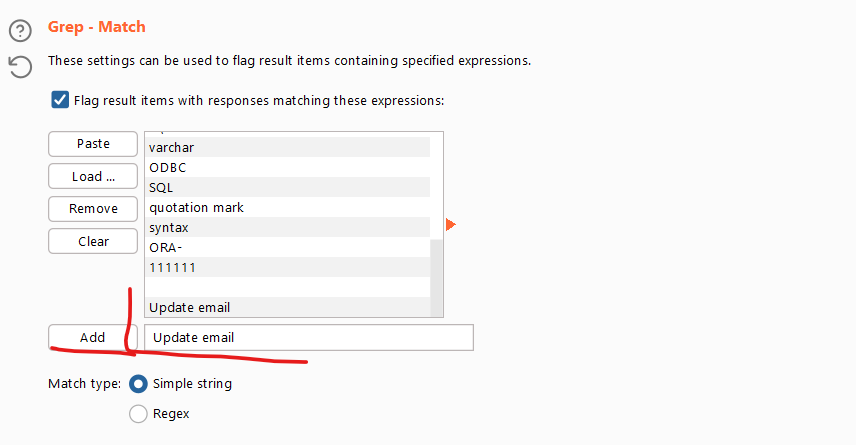 Grep - Match
These settings can be used to flag result items containing specified expressions.
Flag result items with responses matching these expressions:
Paste
Load ...
Remove
Clear
varchar
ODBC
SQL
quotation mark
syntax
ORA-
111111
Update email
Add
Update email
Match type:
Simple string
Regex